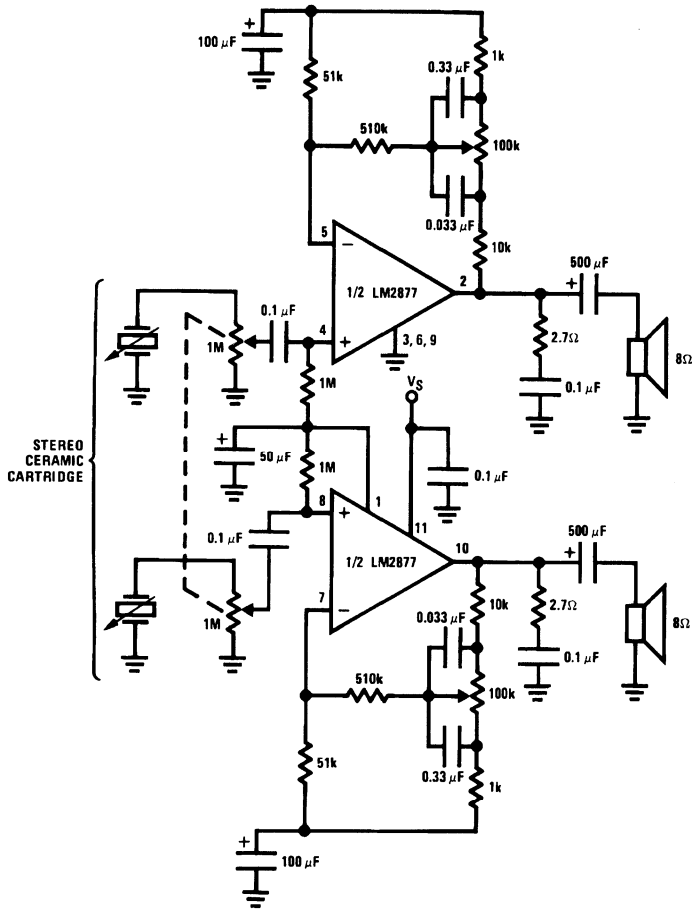 100 μF
+
51k
0.33 μF
1k
510k
100k
0.033 μF
10k
5
−
1/2 LM2877
2
500 μF
+
4
+
3, 6, 9
2.7Ω
0.1 μF
8Ω
0.1 μF
1M
1M
VS
STEREO
CERAMIC
CARTRIDGE
+
50 μF
1M
0.1 μF
8
+
1
11
1/2 LM2877
10
500 μF
+
0.1 μF
7
−
1M
10k
2.7Ω
0.1 μF
8Ω
0.033 μF
510k
100k
0.33 μF
1k
51k
+
100 μF